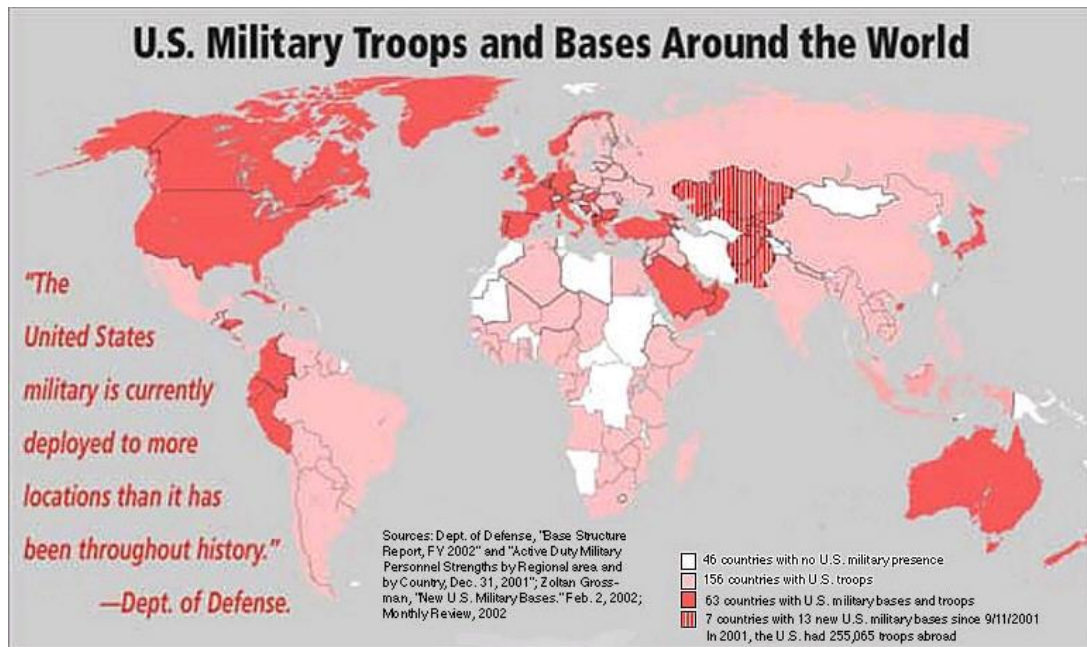 U.S. Military Troops and Bases Around the World
"The
United States
military is currently
deployed to more
locations than it has
been throughout history."
—Dept. of Defense.
Sources: Dept. of Defense, "Base Structure
Report, FY 2002" and "Active Duty Military
Personnel Strengths by Regional area and
by Country, Dec. 31, 2001"; Zoltan Gross-
man, "New U.S. Military Bases." Feb. 2, 2002;
Monthly Review, 2002
46 countries with no U.S. military presence
156 countries with U.S. troops
63 countries with U.S. military bases and troops
7 countries with 13 new U.S. military bases since 9/11/2001
In 2001, the U.S. had 255,065 troops abroad